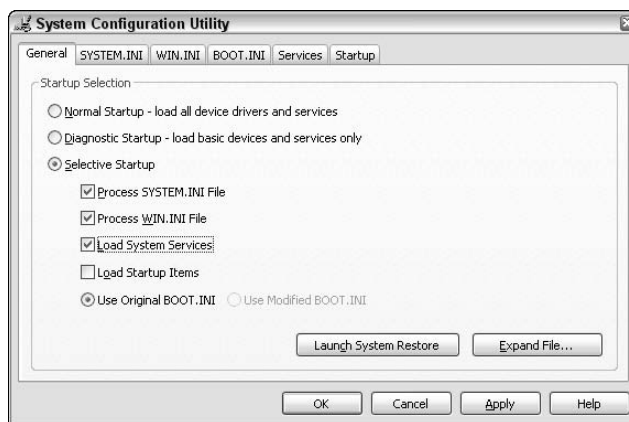 System Configuration Utility
General SYSTEM.INI WIN.INI BOOT.INI Services Startup
Startup Selection
Normal Startup - load all device drivers and services
Diagnostic Startup - load basic devices and services only
Selective Startup
Process SYSTEM.INI File
Process WIN.INI File
Load System Services
Load Startup Items
Use Original BOOT.INI Use Modified BOOT.INI
Launch System Restore Expand File...
OK Cancel Apply Help